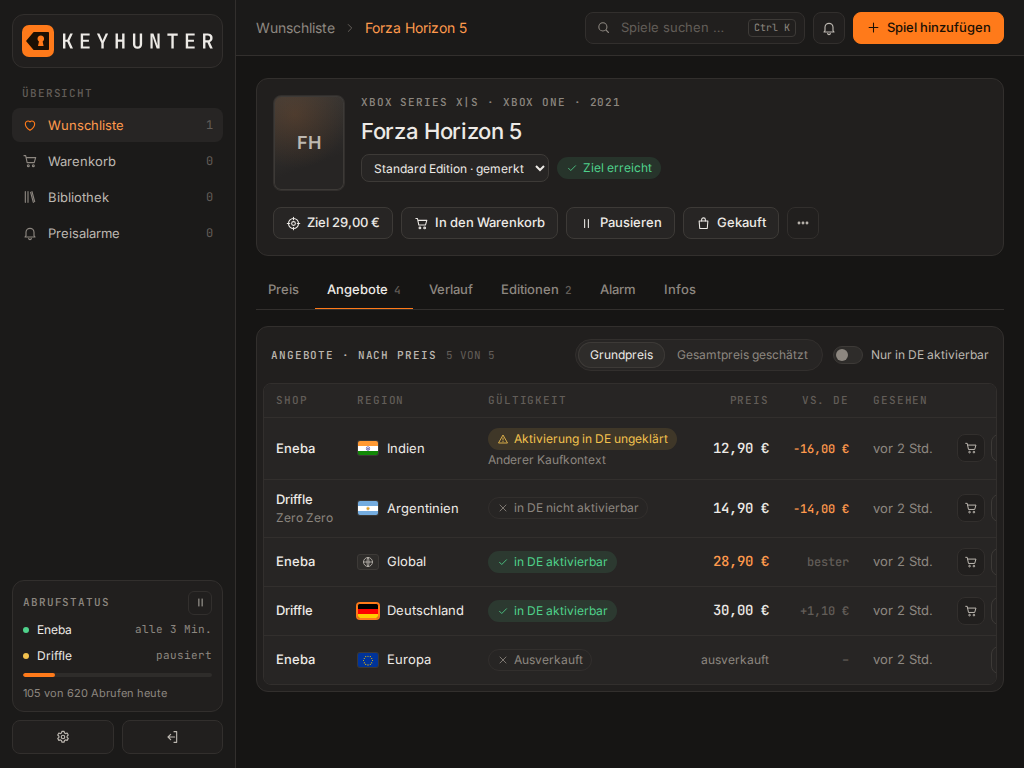 KEYHUNTER
Wunschliste
Forza Horizon 5
Spiele suchen ...
Ctrl K
Spiel hinzufügen
ÜBERSICHT
Wunschliste 1
Warenkorb 0
Bibliothek 0
Preisalarme 0
FH
XBOX SERIES X|S · XBOX ONE · 2021
Forza Horizon 5
Standard Edition · gemerkt
Ziel erreicht
Ziel 29,00 €
In den Warenkorb
Pausieren
Gekauft
Preis
Angebote 4
Verlauf
Editionen 2
Alarm
Infos
ANGEBOTE · NACH PREIS 5 VON 5
Grundpreis
Gesamtpreis geschätzt
Nur in DE aktivierbar
SHOP REGION GÜLTIGKEIT PREIS VS. DE GESEHEN
Eneba Indien Aktivierung in DE ungeklärt 12,90 € -16,00 € vor 2 Std.
Anderer Kaufkontext
Driffle Argentinien in DE nicht aktivierbar 14,90 € -14,00 € vor 2 Std.
Zero Zero
Eneba Global in DE aktivierbar 28,90 € bester vor 2 Std.
Driffle Deutschland in DE aktivierbar 30,00 € +1,10 € vor 2 Std.
Eneba Europa Ausverkauft ausverkauft – vor 2 Std.
ABRUFSTATUS
Eneba alle 3 Min.
Driffle pausiert
105 von 620 Abrufen heute